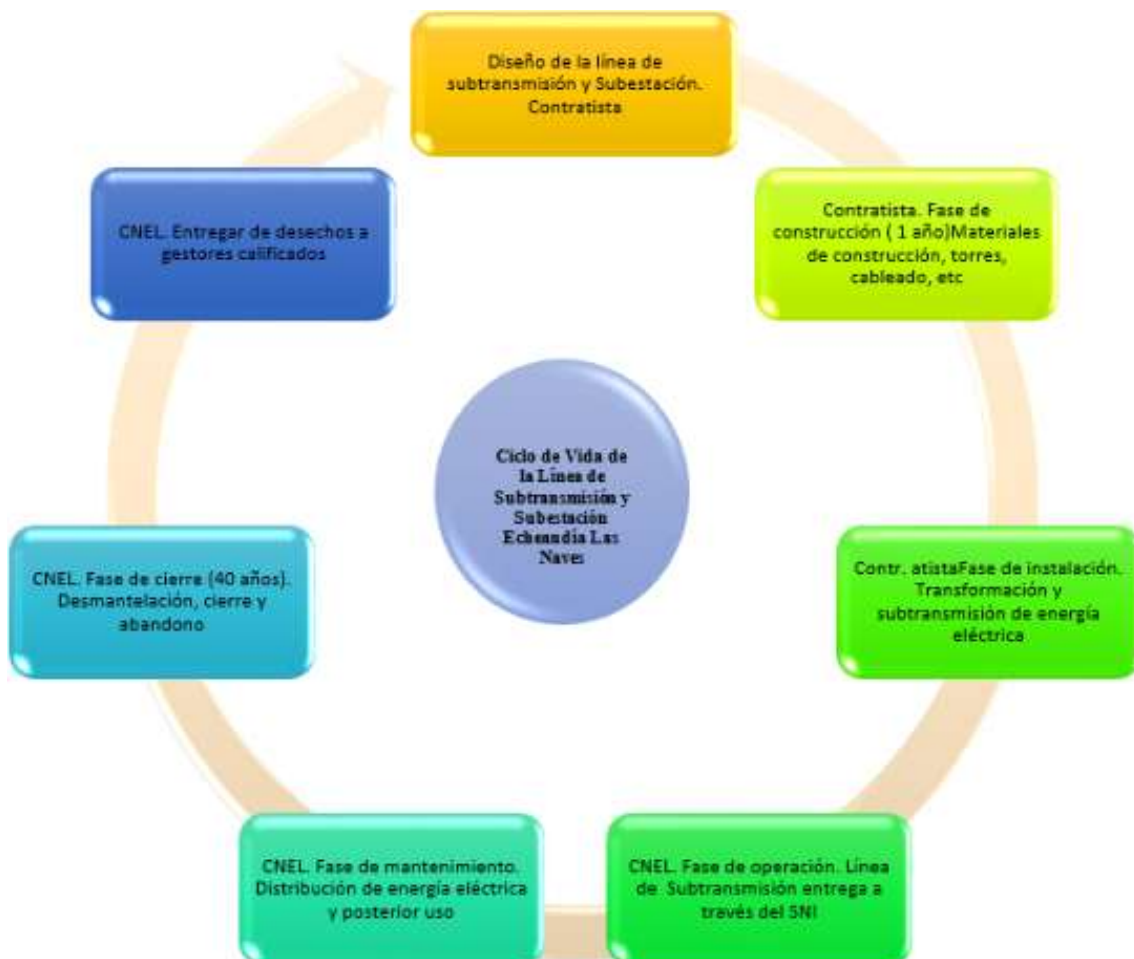 Diseño de la línea de
subtransmisión y Subestación.
Contratista
Contratista. Fase de
construcción ( 1 año)Materiales
de construcción, torres,
cableado, etc
Contr. atistaFase de instalación.
Transformación y
subtransmisión de energía
eléctrica
CNEL. Fase de operación. Línea
de Subtransmisión entrega a
través del SNI
CNEL. Fase de mantenimiento.
Distribución de energía eléctrica
y posterior uso
CNEL. Fase de cierre (40 años).
Desmantelación, cierre y
abandono
CNEL. Entregar de desechos a
gestores calificados
Ciclo de Vida de
la Línea de
Subtransmisión y
Subestación
Echeandía Las
Naves